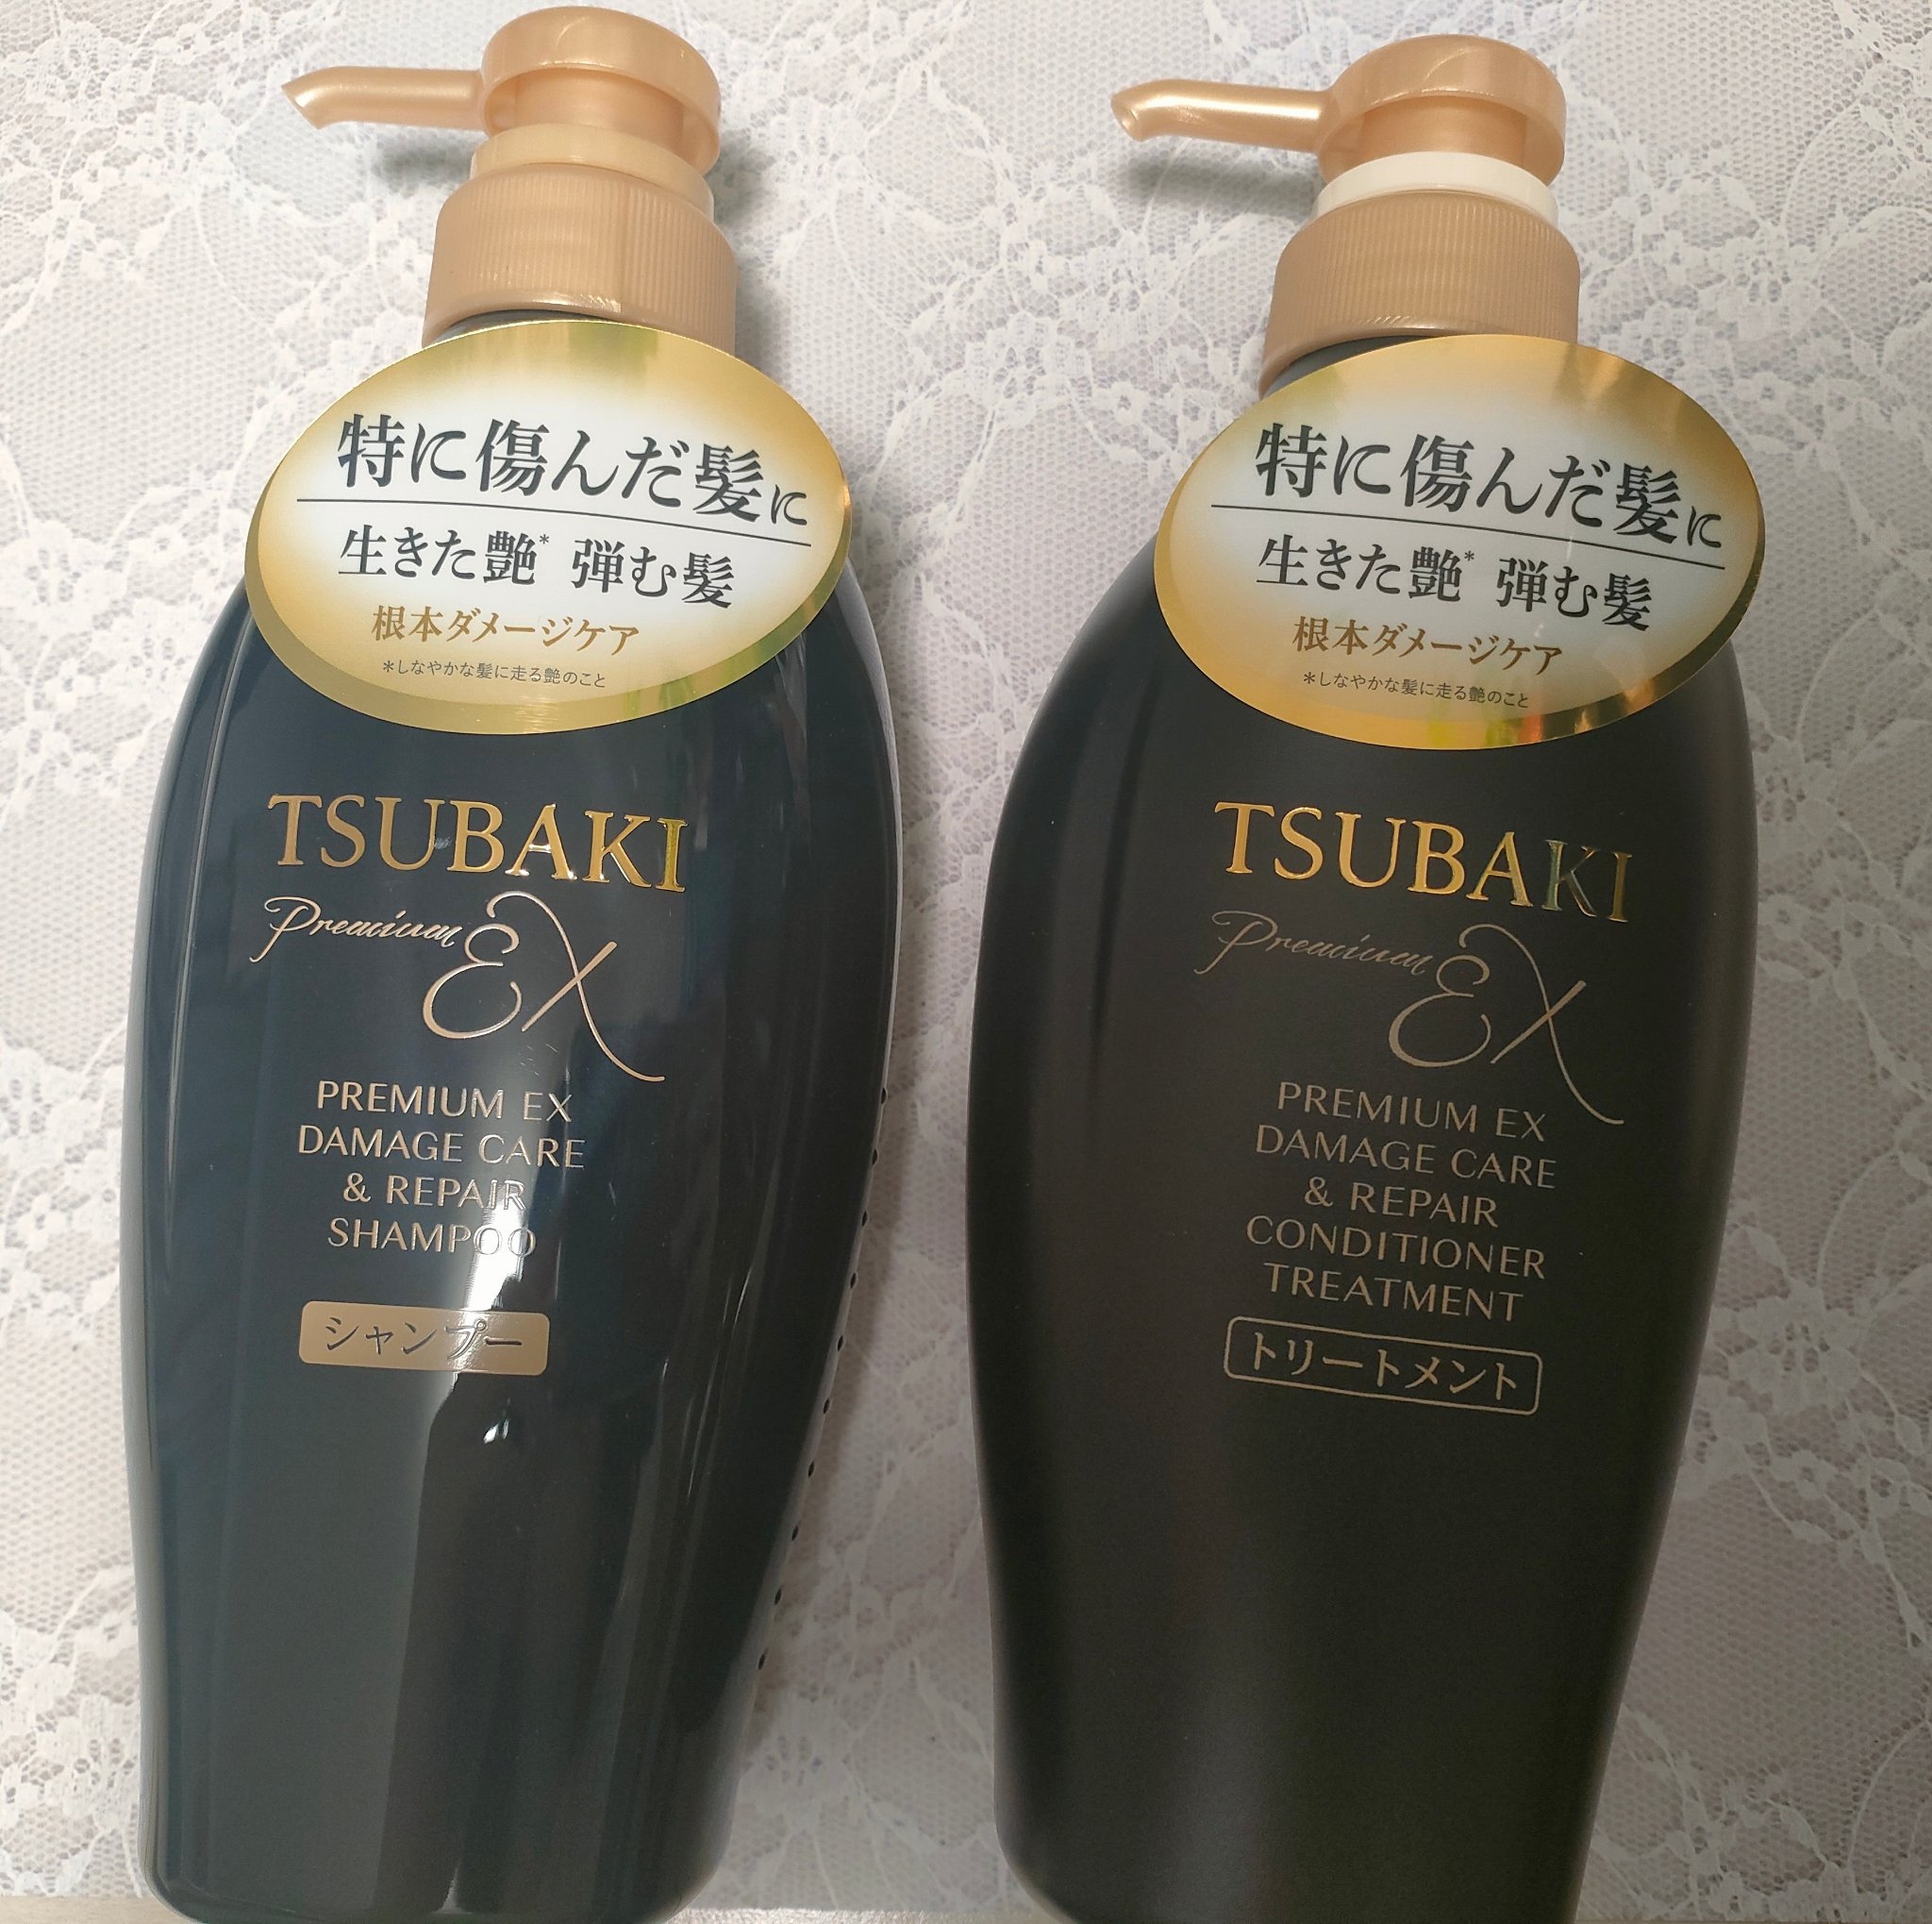 特に傷んだ髪に
生きた艶* 弾む髪
根本ダメージケア
*しなやかな髪に走る艶のこと
TSUBAKI
Premium EX
PREMIUM EX
DAMAGE CARE
& REPAIR
SHAMPOO
シャンプー
特に傷んだ髪に
生きた艶* 弾む髪
根本ダメージケア
*しなやかな髪に走る艶のこと
TSUBAKI
Premium EX
PREMIUM EX
DAMAGE CARE
& REPAIR
CONDITIONER
TREATMENT
トリートメント